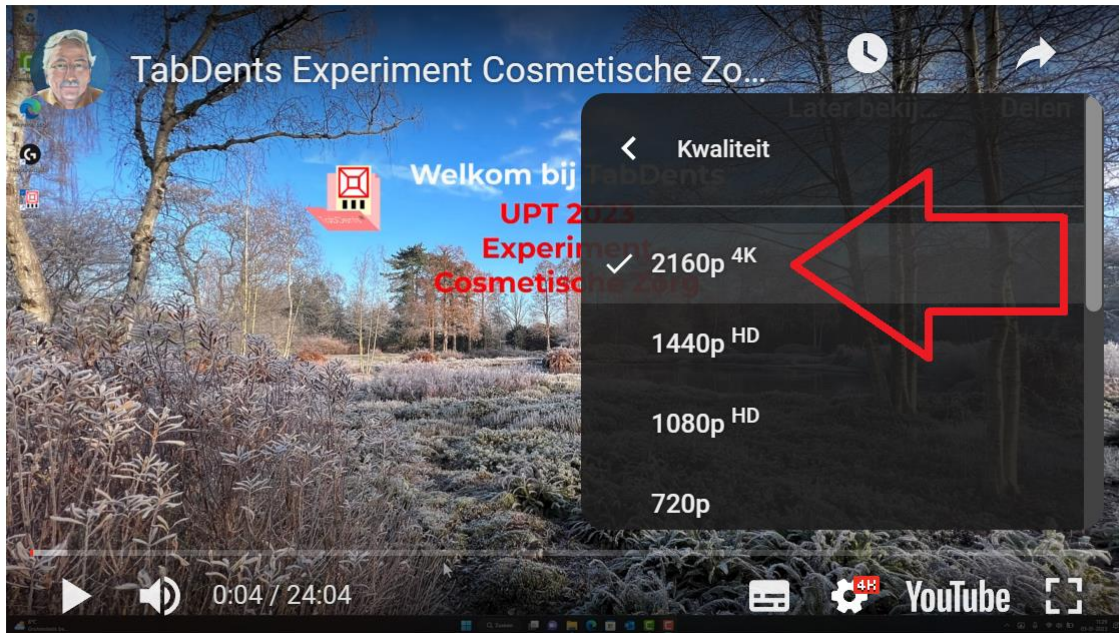 TabDents Experiment Cosmetische Zo...
Later bekij... Delen
Kwaliteit
Welkom bij TabDents
UPT 2023
Experiment
Cosmetische Zorg
2160p 4K
1440p HD
1080p HD
720p
0:04 / 24:04
4K
YouTube
Zoeken